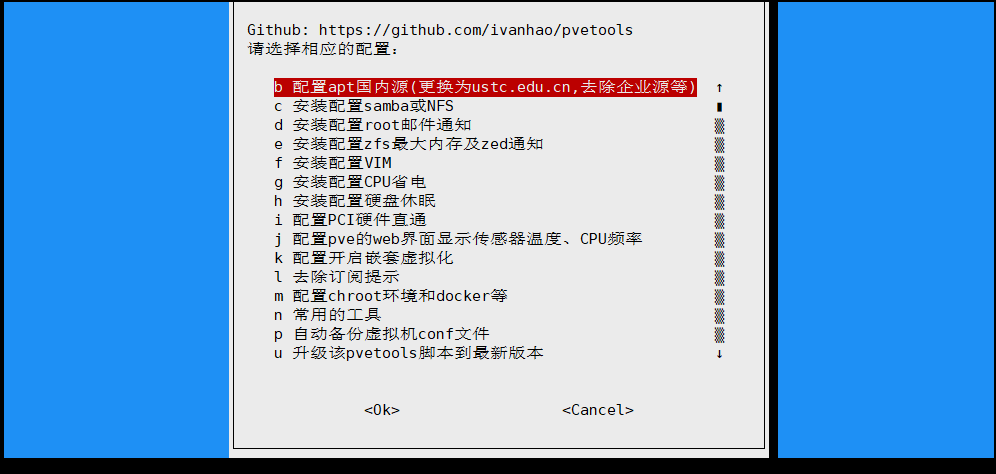 Github: https://github.com/ivanhao/pvetools
请选择相应的配置：
b 配置apt国内源(更换为ustc.edu.cn,去除企业源等)
c 安装配置samba或NFS
d 安装配置root邮件通知
e 安装配置zfs最大内存及zed通知
f 安装配置VIM
g 安装配置CPU省电
h 安装配置硬盘休眠
i 配置PCI硬件直通
j 配置pve的web界面显示传感器温度、CPU频率
k 配置开启嵌套虚拟化
l 去除订阅提示
m 配置chroot环境和docker等
n 常用的工具
p 自动备份虚拟机conf文件
u 升级该pvetools脚本到最新版本
<Ok> <Cancel>